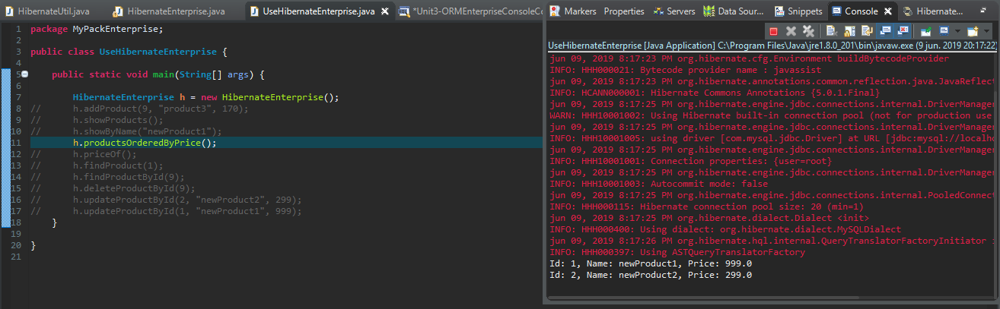 HibernateUtil.java
HibernateEnterprise.java
UseHibernateEnterprise.java
*Unit3-ORMEnterpriseConsoleCo
1 package MyPackEnterprise;
2
3 public class UseHibernateEnterprise {
4
5 public static void main(String[] args) {
6
7 HibernateEnterprise h = new HibernateEnterprise();
8 // h.addProduct(9, "product3", 170);
9 // h.showProducts();
10 // h.showByName("newProduct1");
11 h.productsOrderedByPrice();
12 // h.priceOf();
13 // h.findProduct(1);
14 // h.findProductById(9);
15 // h.deleteProductById(9);
16 // h.updateProductById(2, "newProduct2", 299);
17 // h.updateProductById(1, "newProduct1", 999);
18 }
19
20 }
21
Markers
Properties
Servers
Data Sour...
Snippets
Console
Hibernate...
UseHibernateEnterprise [Java Application] C:\Program Files\Java\jre1.8.0_201\bin\javaw.exe (9 jun. 2019 20:17:22)
jun 09, 2019 8:17:23 PM org.hibernate.cfg.Environment buildBytecodeProvider
INFO: HHH000021: Bytecode provider name : javassist
jun 09, 2019 8:17:23 PM org.hibernate.annotations.common.reflection.java.JavaReflect
INFO: HCANN000001: Hibernate Commons Annotations {5.0.1.Final}
jun 09, 2019 8:17:25 PM org.hibernate.engine.jdbc.connections.internal.DriverManager
WARN: HHH10001002: Using Hibernate built-in connection pool (not for production use
jun 09, 2019 8:17:25 PM org.hibernate.engine.jdbc.connections.internal.DriverManager
INFO: HHH10001005: using driver [com.mysql.jdbc.Driver] at URL [jdbc:mysql://localho
jun 09, 2019 8:17:25 PM org.hibernate.engine.jdbc.connections.internal.DriverManager
INFO: HHH10001001: Connection properties: {user=root}
jun 09, 2019 8:17:25 PM org.hibernate.engine.jdbc.connections.internal.DriverManager
INFO: HHH10001003: Autocommit mode: false
jun 09, 2019 8:17:25 PM org.hibernate.engine.jdbc.connections.internal.PooledConnect
INFO: HHH000115: Hibernate connection pool size: 20 (min=1)
jun 09, 2019 8:17:25 PM org.hibernate.dialect.Dialect <init>
INFO: HHH000400: Using dialect: org.hibernate.dialect.MySQLDialect
jun 09, 2019 8:17:26 PM org.hibernate.hql.internal.QueryTranslatorFactoryInitiator
INFO: HHH000397: Using ASTQueryTranslatorFactory
Id: 1, Name: newProduct1, Price: 999.0
Id: 2, Name: newProduct2, Price: 299.0